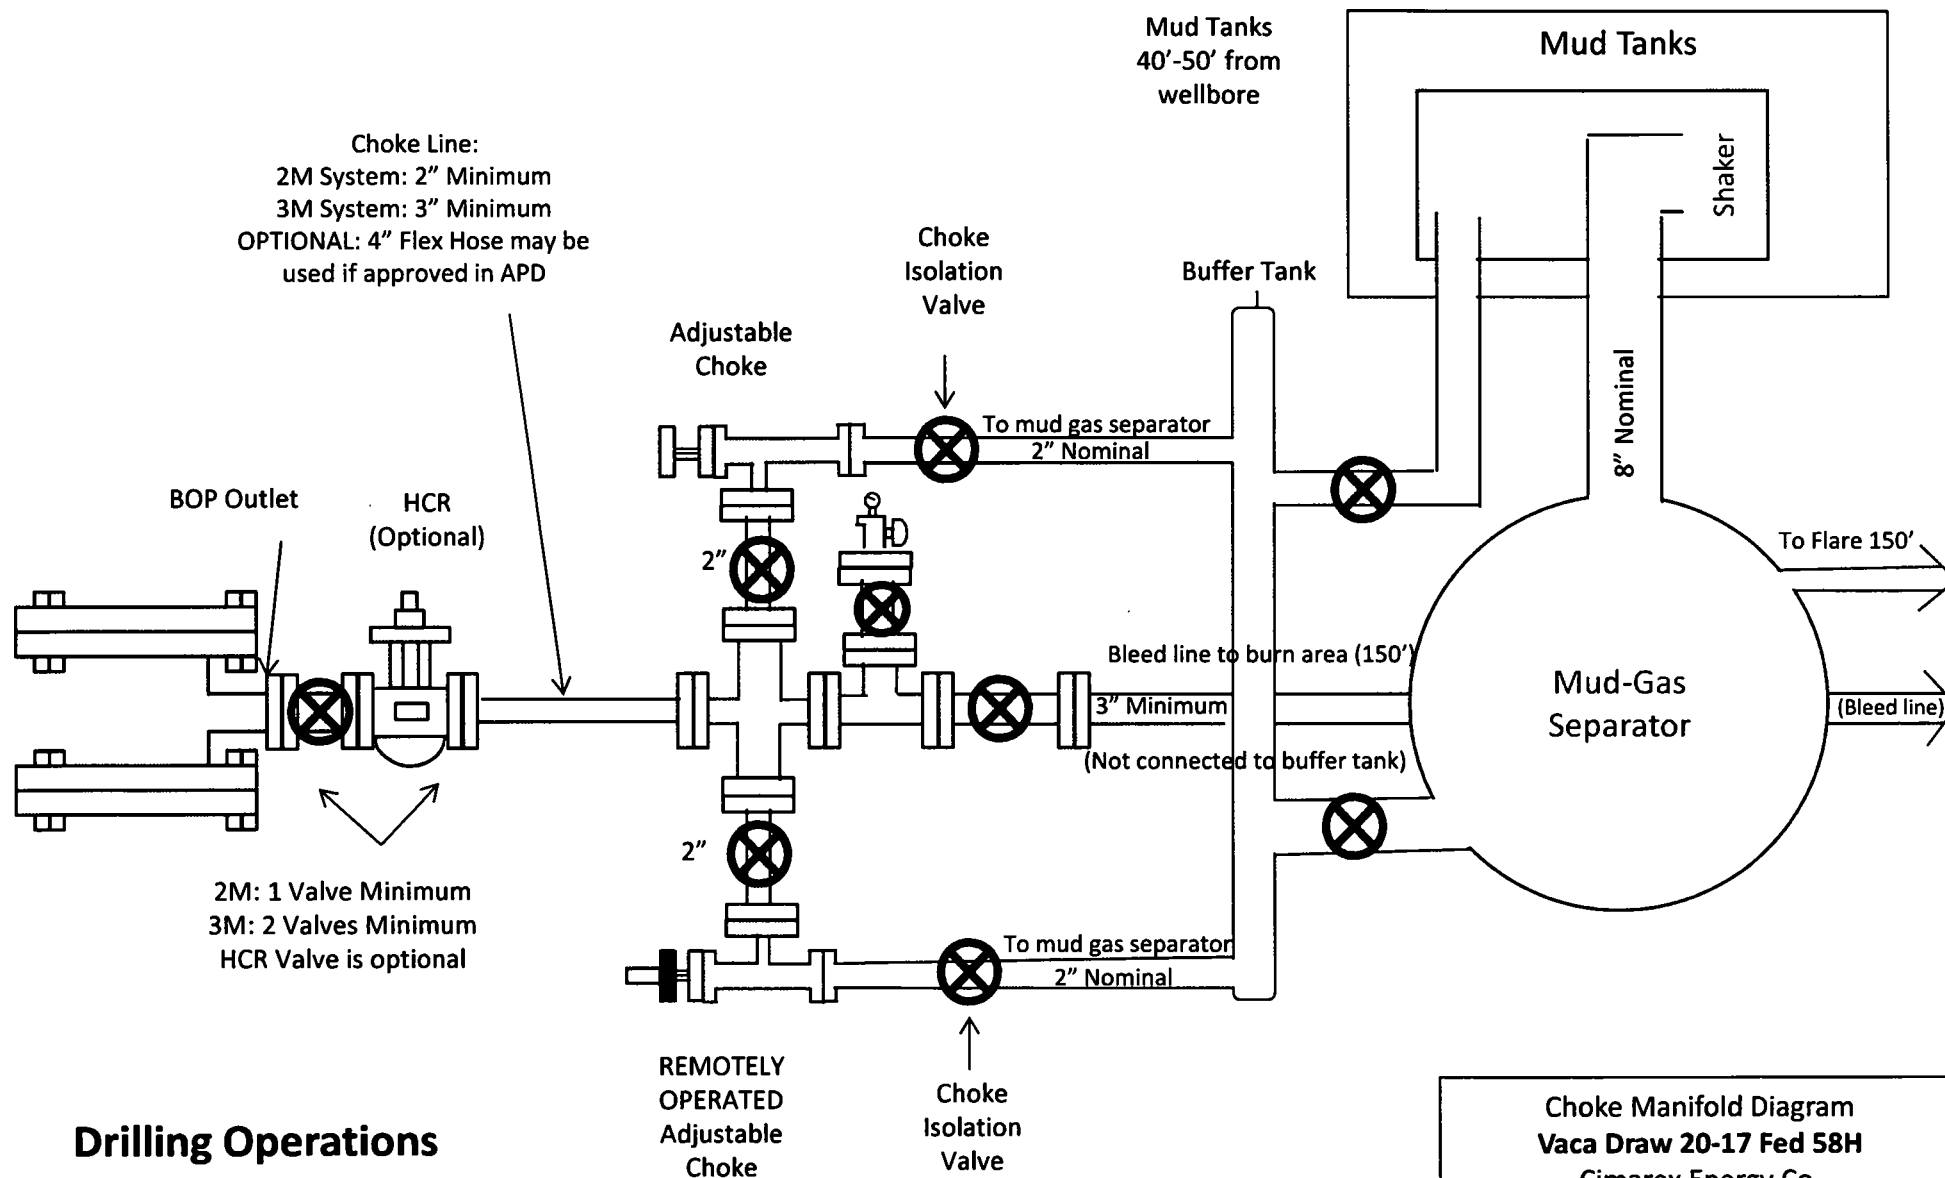 Mud Tanks
40'-50' from
wellbore
Mud Tanks
Shaker
Choke Line:
2M System: 2" Minimum
3M System: 3" Minimum
OPTIONAL: 4" Flex Hose may be
used if approved in APD
Choke
Isolation
Valve
Buffer Tank
Adjustable
Choke
8" Nominal
To mud gas separator
2" Nominal
BOP Outlet
HCR
(Optional)
2"
To Flare 150'
Bleed line to burn area (150')
3" Minimum
(Not connected to buffer tank)
Mud-Gas
Separator
(Bleed line)
2"
2M: 1 Valve Minimum
3M: 2 Valves Minimum
HCR Valve is optional
To mud gas separator
2" Nominal
REMOTELY
OPERATED
Adjustable
Choke
Choke
Isolation
Valve
Drilling Operations
Choke Manifold Diagram
Vaca Draw 20-17 Fed 58H
Cimarex Energy Co